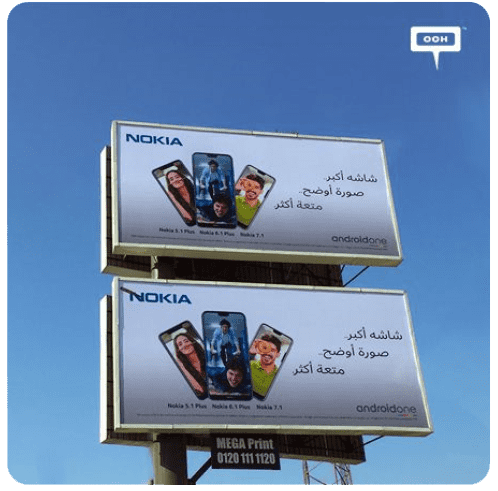 OOH
NOKIA
شاشه أكبر..
صورة أوضح..
متعة أكثر
Nokia 5.1 Plus Nokia 6.1 Plus Nokia 7.1
androidone
NOKIA
شاشه أكبر..
صورة أوضح..
متعة أكثر
Nokia 5.1 Plus Nokia 6.1 Plus Nokia 7.1
androidone
MEGA Print
0120 111 1120